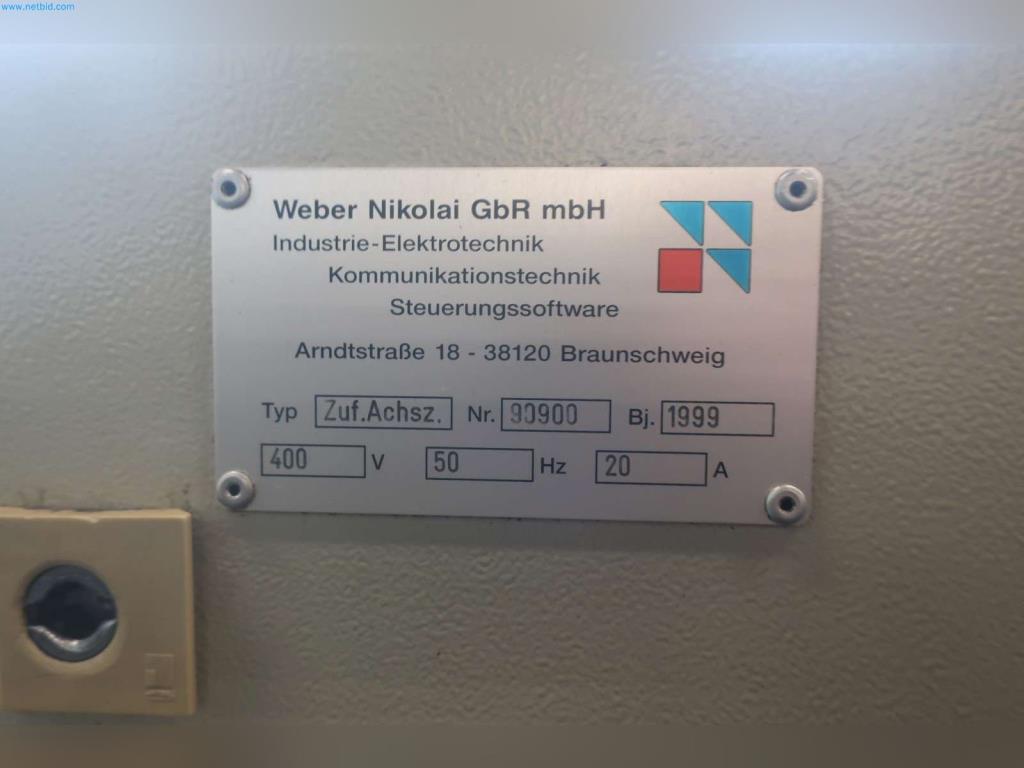 www.netbid.com
Weber Nikolai GbR mbH
Industrie-Elektrotechnik
Kommunikationstechnik
Steuerungssoftware
Arndtstraße 18 - 38120 Braunschweig
Typ Zuf.Achsz. Nr. 90900 Bj. 1999
400 V 50 Hz 20 A